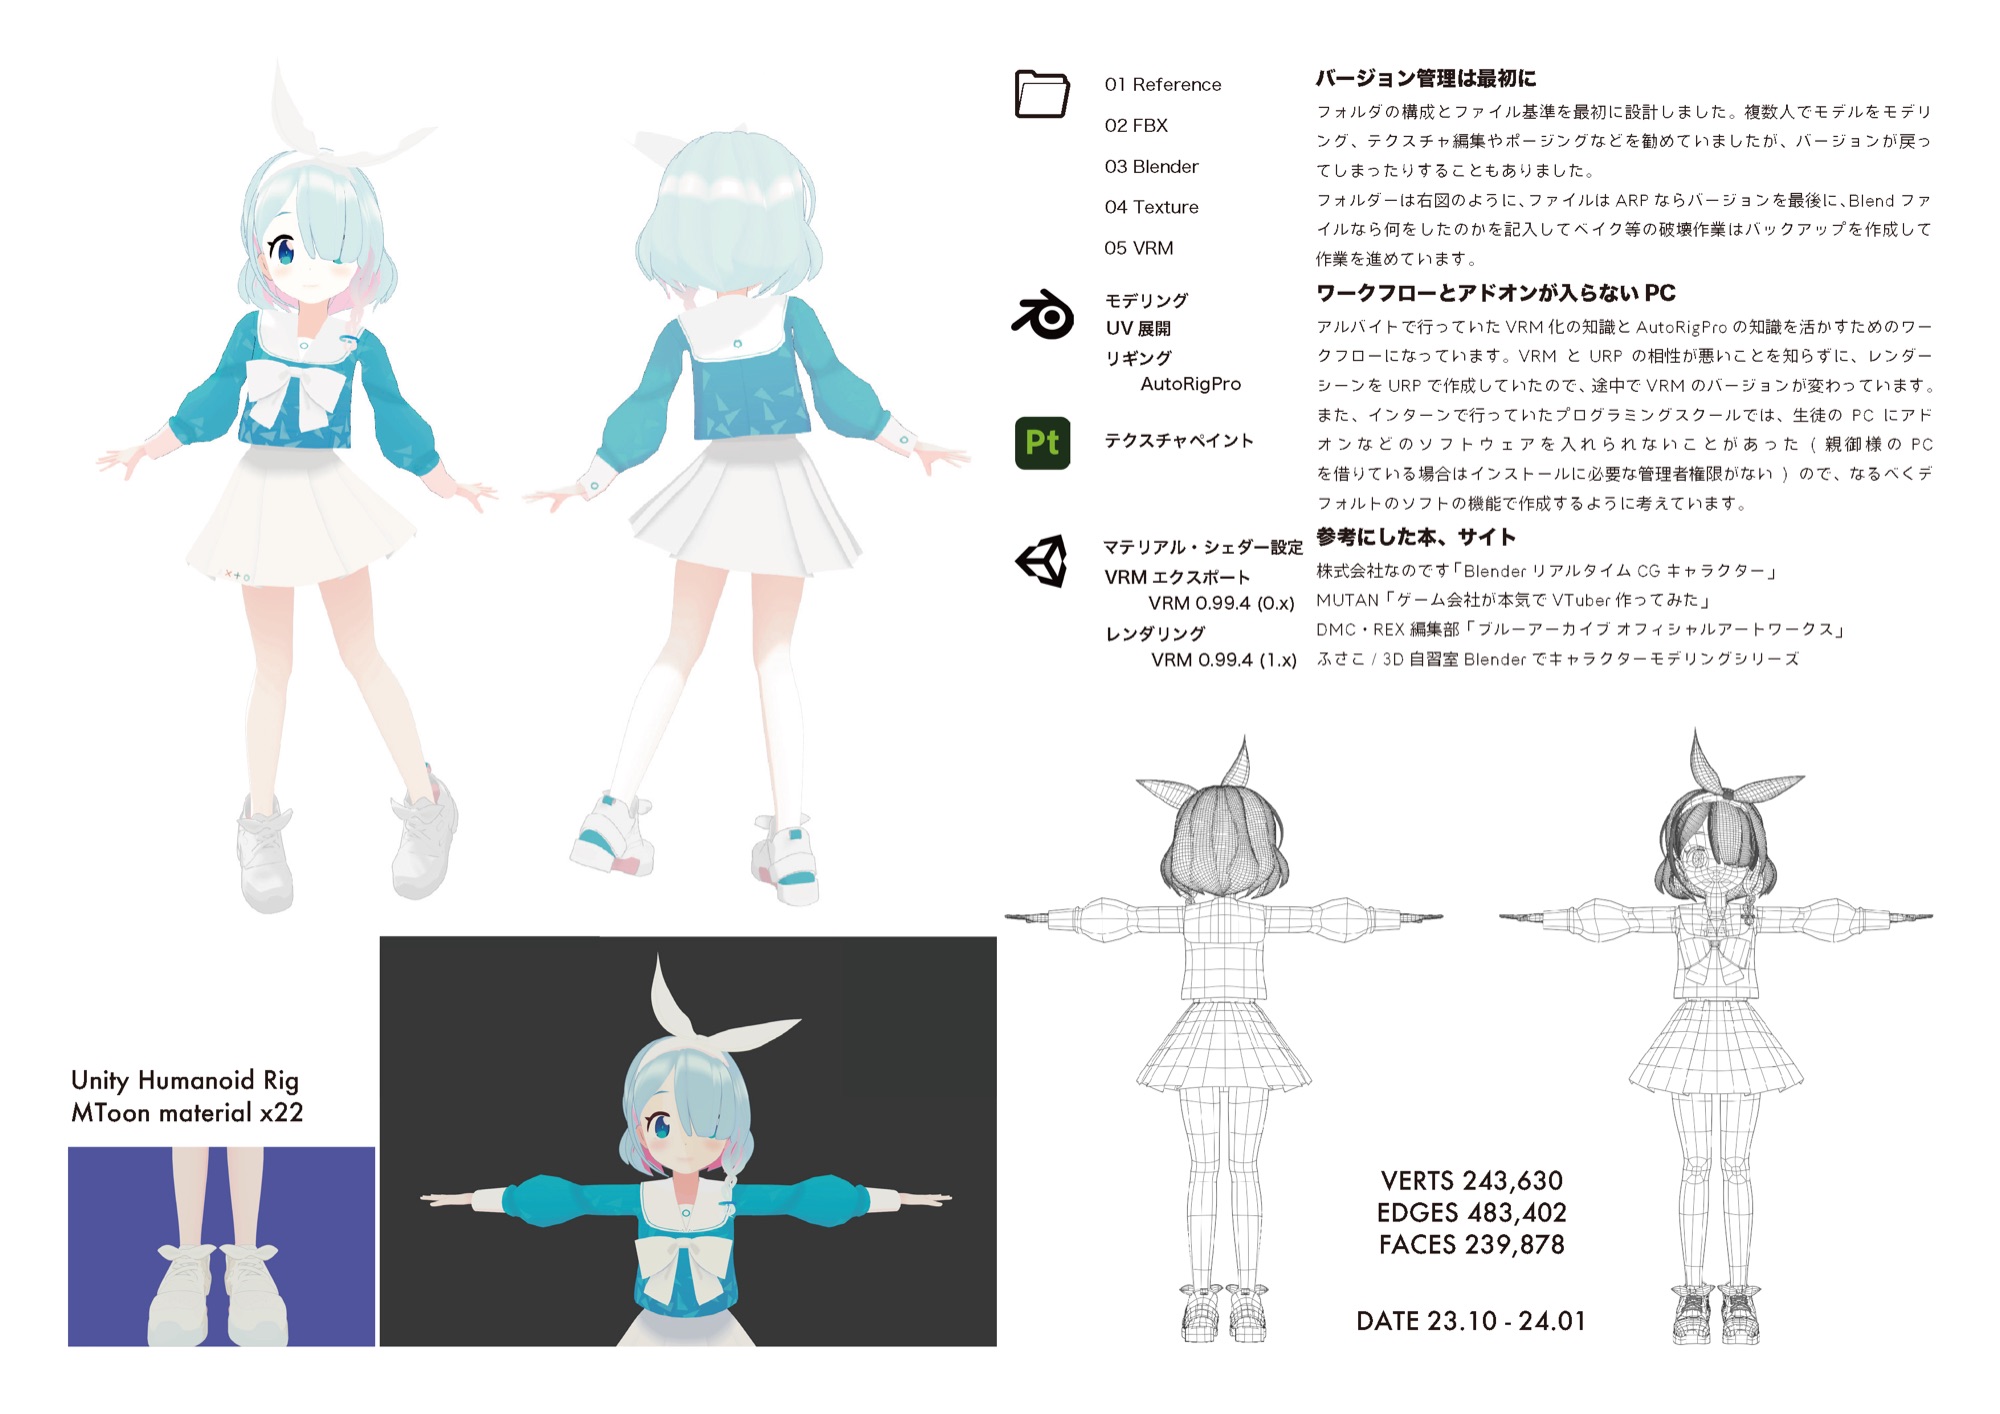 01 Reference
02 FBX
03 Blender
04 Texture
05 VRM
モデリング
UV 展開
リギング
AutoRigPro
Pt
テクスチャペイント
マテリアル・シェダー設定
VRM エクスポート
VRM 0.99.4 (0.x)
レンダリング
VRM 0.99.4 (1.x)
バージョン管理は最初に
フォルダの構成とファイル基準を最初に設計しました。複数人でモデルをモデリ
ング、テクスチャ編集やポージングなどを勧めていましたが、バージョンが戻っ
てしまったりすることもありました。
フォルダーは右図のように、ファイルは ARP ならバージョンを最後に、Blend ファ
イルなら何をしたのかを記入してベイク等の破壊作業はバックアップを作成して
作業を進めています。
ワークフローとアドオンが入らない PC
アルバイトで行っていた VRM 化の知識と AutoRigPro の知識を活かすためのワー
クフローになっています。VRM と URP の相性が悪いことを知らずに、レンダー
シーンを URP で作成していたので、途中で VRM のバージョンが変わっています。
また、インターンで行っていたプログラミングスクールでは、生徒の PC にアド
オンなどのソフトウェアを入れられないことがあった ( 親御様の PC
を借りている場合はインストールに必要な管理者権限がない ) ので、なるべくデ
フォルトのソフトの機能で作成するように考えています。
参考にした本、サイト
株式会社なのです「Blender リアルタイム CG キャラクター」
MUTAN「ゲーム会社が本気で VTuber 作ってみた」
DMC・REX 編集部「ブルーアーカイブ オフィシャルアートワークス」
ふさこ / 3D 自習室 Blender でキャラクターモデリングシリーズ
Unity Humanoid Rig
MToon material x22
VERTS 243,630
EDGES 483,402
FACES 239,878
DATE 23.10 - 24.01